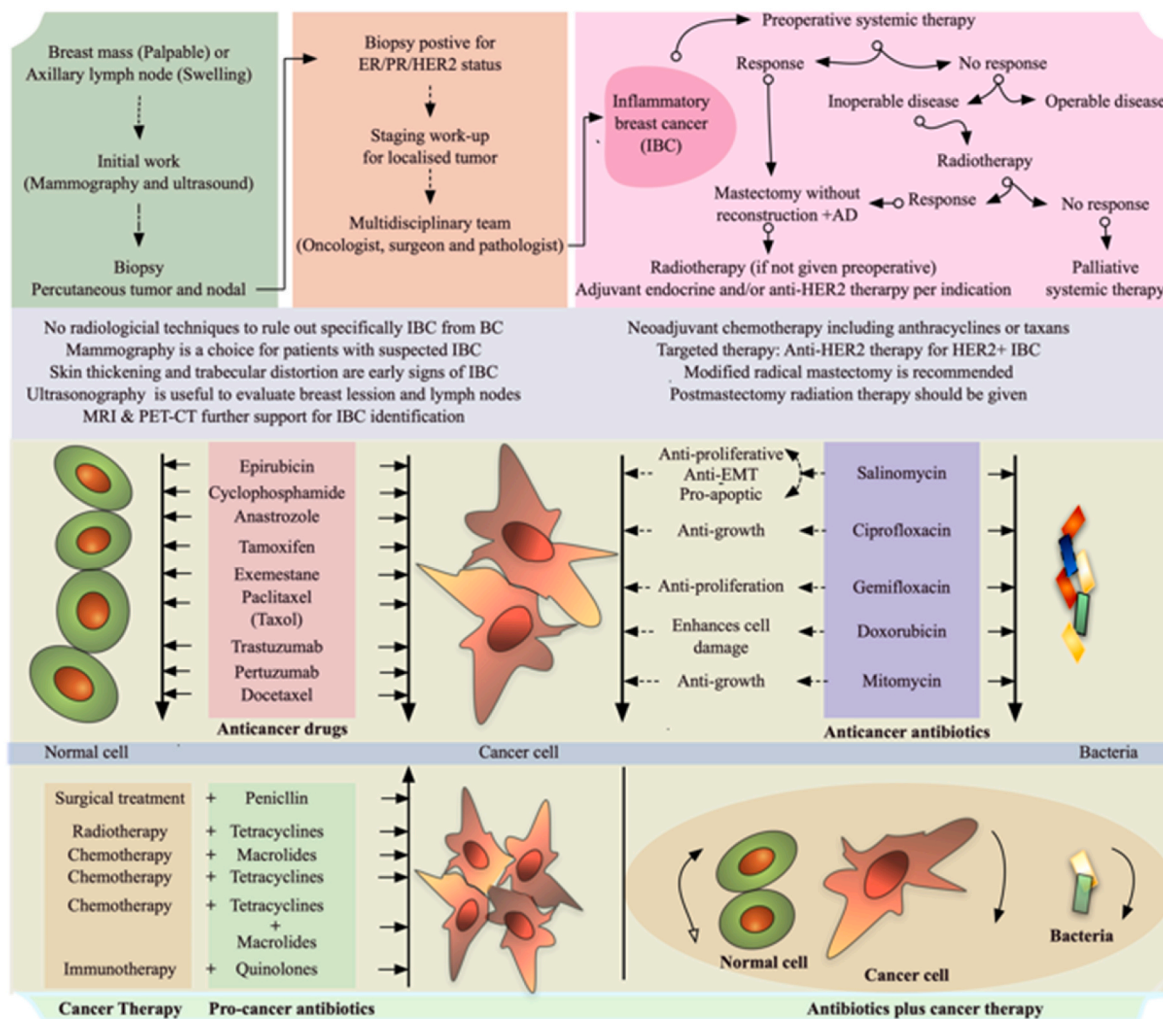 Breast mass (Palpable) or
Axillary lymph node (Swelling)
Initial work
(Mammography and ultrasound)
Biopsy
Percutaneous tumor and nodal
Biopsy postive for
ER/PR/HER2 status
Staging work-up
for localised tumor
Multidisciplinary team
(Oncologist, surgeon and pathologist)
Preoperative systemic therapy
Response
No response
Inflammatory
breast cancer
(IBC)
Inoperable disease
Operable disease
Radiotherapy
Mastectomy without
reconstruction +AD
Response
No response
Radiotherapy (if not given preoperative)
Adjuvant endocrine and/or anti-HER2 therarpy per indication
Palliative
systemic therapy
No radiologicial techniques to rule out specifically IBC from BC
Mammography is a choice for patients with suspected IBC
Skin thickening and trabecular distortion are early signs of IBC
Ultrasonography is useful to evaluate breast lession and lymph nodes
MRI & PET-CT further support for IBC identification
Neoadjuvant chemotherapy including anthracyclines or taxans
Targeted therapy: Anti-HER2 therapy for HER2+ IBC
Modified radical mastectomy is recommended
Postmastectomy radiation therapy should be given
Epirubicin
Cyclophosphamide
Anastrozole
Tamoxifen
Exemestane
Paclitaxel
(Taxol)
Trastuzumab
Pertuzumab
Docetaxel
Anticancer drugs
Anti-proliferative
Anti-EMT
Pro-apoptic
Anti-growth
Anti-proliferation
Enhances cell
damage
Anti-growth
Salinomycin
Ciprofloxacin
Gemifloxacin
Doxorubicin
Mitomycin
Anticancer antibiotics
Normal cell
Cancer cell
Bacteria
Surgical treatment + Penicllin
Radiotherapy + Tetracyclines
Chemotherapy + Macrolides
Chemotherapy + Tetracyclines
Chemotherapy + Tetracyclines
+
Macrolides
Immunotherapy + Quinolones
Normal cell
Cancer cell
Bacteria
Cancer Therapy
Pro-cancer antibiotics
Antibiotics plus cancer therapy